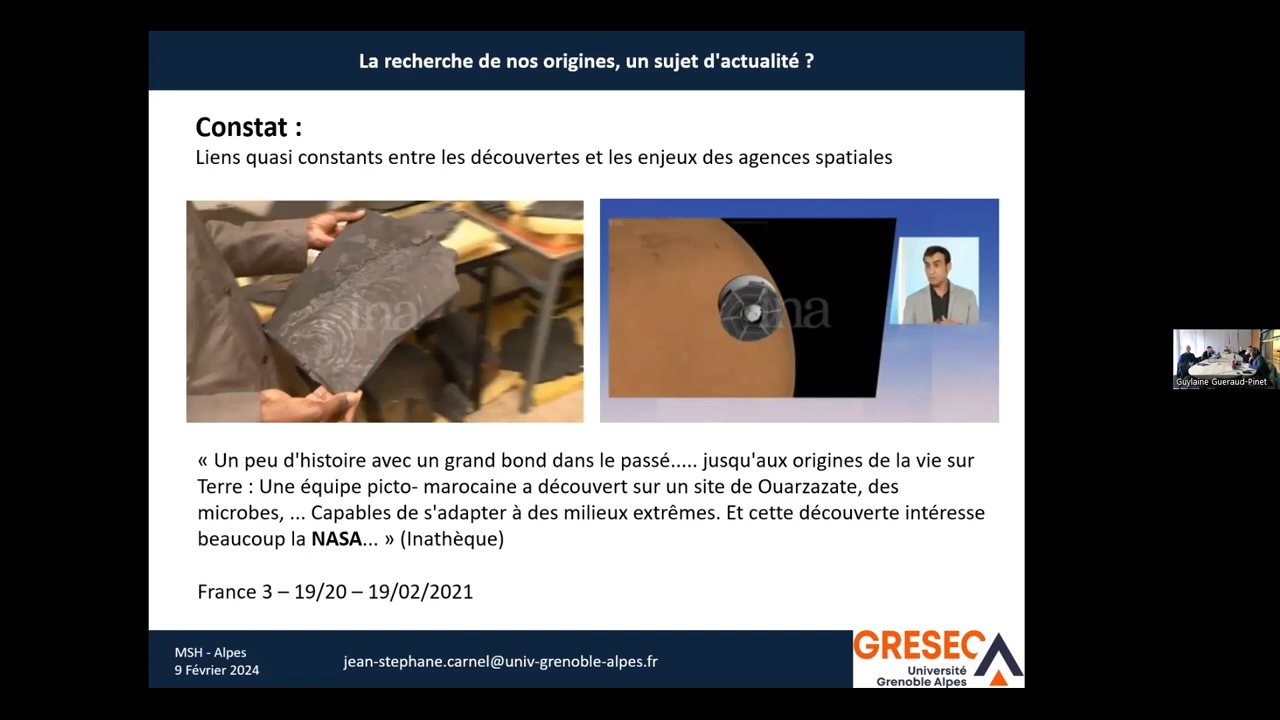 La recherche de nos origines, un sujet d'actualité ?
Constat :
Liens quasi constants entre les découvertes et les enjeux des agences spatiales
ina
ina
« Un peu d'histoire avec un grand bond dans le passé..... jusqu'aux origines de la vie sur
Terre : Une équipe picto- marocaine a découvert sur un site de Ouarzazate, des
microbes, ... Capables de s'adapter à des milieux extrêmes. Et cette découverte intéresse
beaucoup la NASA... » (Inathèque)
France 3 – 19/20 – 19/02/2021
MSH - Alpes
9 Février 2024
jean-stephane.carnel@univ-grenoble-alpes.fr
GRESEC
Université
Grenoble Alpes
Guylaine Gueraud-Pinet